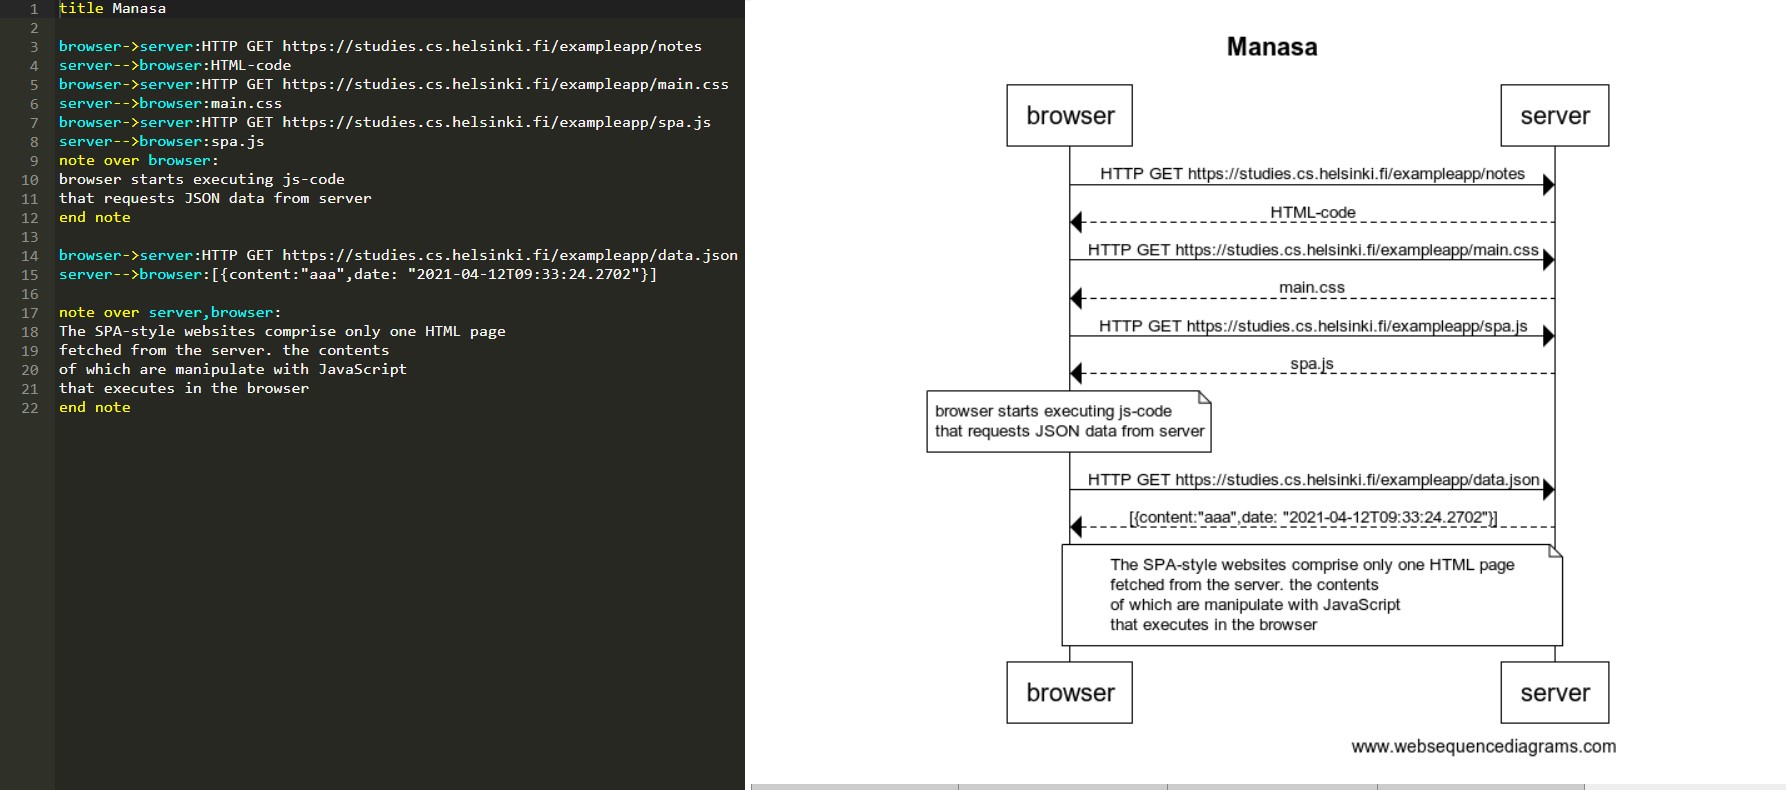 1 title Manasa
2
3 browser->server:HTTP GET https://studies.cs.helsinki.fi/exampleapp/notes
4 server-->browser:HTML-code
5 browser->server:HTTP GET https://studies.cs.helsinki.fi/exampleapp/main.css
6 server-->browser:main.css
7 browser->server:HTTP GET https://studies.cs.helsinki.fi/exampleapp/spa.js
8 server-->browser:spa.js
9 note over browser:
10 browser starts executing js-code
11 that requests JSON data from server
12 end note
13
14 browser->server:HTTP GET https://studies.cs.helsinki.fi/exampleapp/data.json
15 server-->browser:[{content:"aaa",date: "2021-04-12T09:33:24.2702"}]
16
17 note over server,browser:
18 The SPA-style websites comprise only one HTML page
19 fetched from the server. the contents
20 of which are manipulate with JavaScript
21 that executes in the browser
22 end note
Manasa
browser server
HTTP GET https://studies.cs.helsinki.fi/exampleapp/notes
HTML-code
HTTP GET https://studies.cs.helsinki.fi/exampleapp/main.css
main.css
HTTP GET https://studies.cs.helsinki.fi/exampleapp/spa.js
spa.js
browser starts executing js-code
that requests JSON data from server
HTTP GET https://studies.cs.helsinki.fi/exampleapp/data.json
[{content:"aaa",date: "2021-04-12T09:33:24.2702"}]
The SPA-style websites comprise only one HTML page
fetched from the server. the contents
of which are manipulate with JavaScript
that executes in the browser
browser server
www.websequencediagrams.com